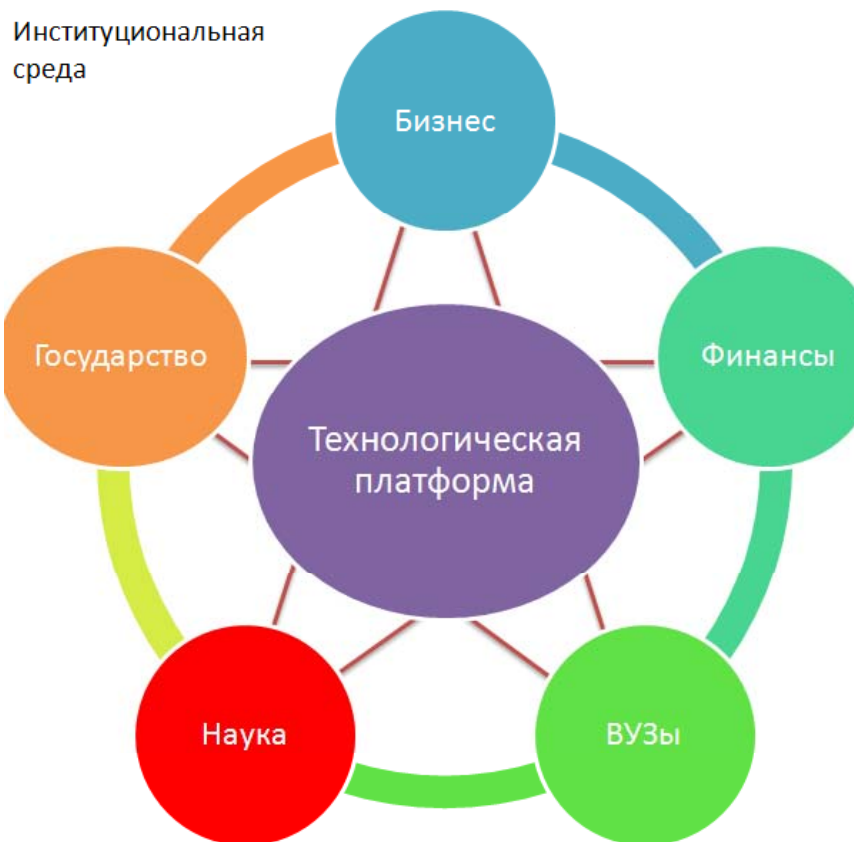 Институциональная
среда
Бизнес
Государство
Финансы
Технологическая
платформа
Наука
ВУЗы